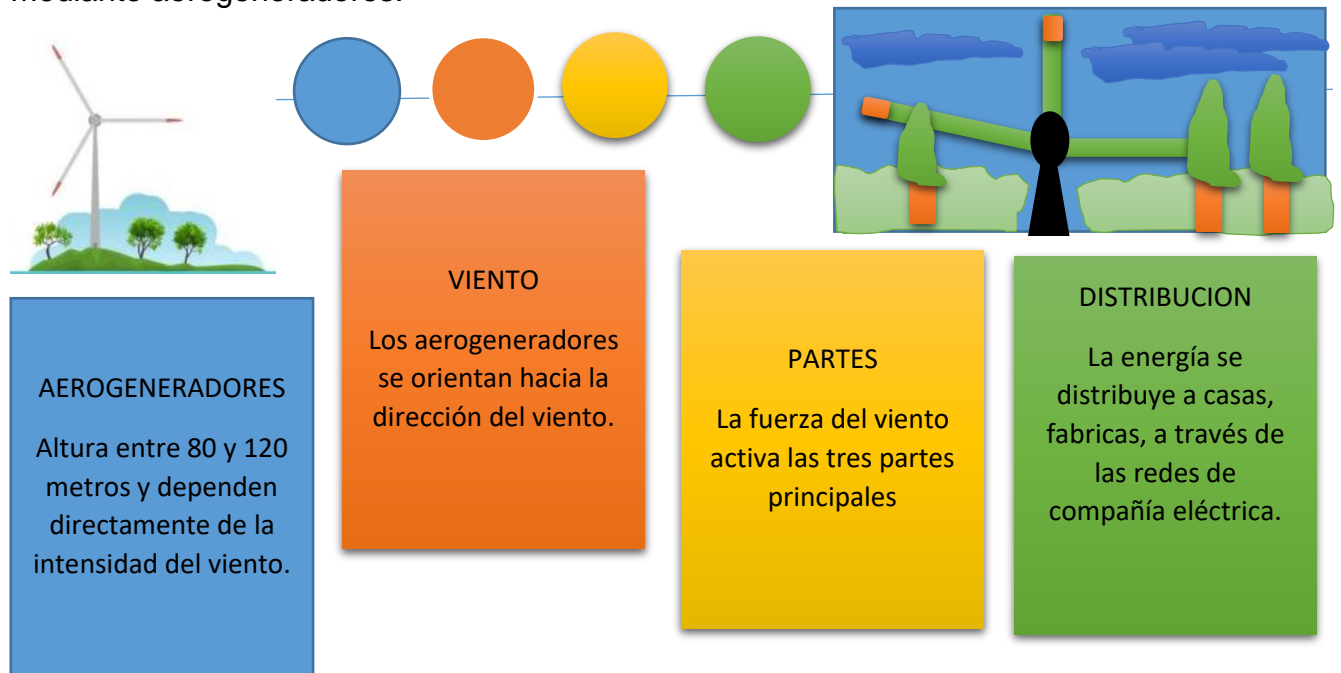 mediante aerogeneradores.
AEROGENERADORES
Altura entre 80 y 120
metros y dependen
directamente de la
intensidad del viento.
VIENTO
Los aerogeneradores
se orientan hacia la
dirección del viento.
PARTES
La fuerza del viento
activa las tres partes
principales
DISTRIBUCION
La energía se
distribuye a casas,
fabricas, a través de
las redes de
compañía eléctrica.